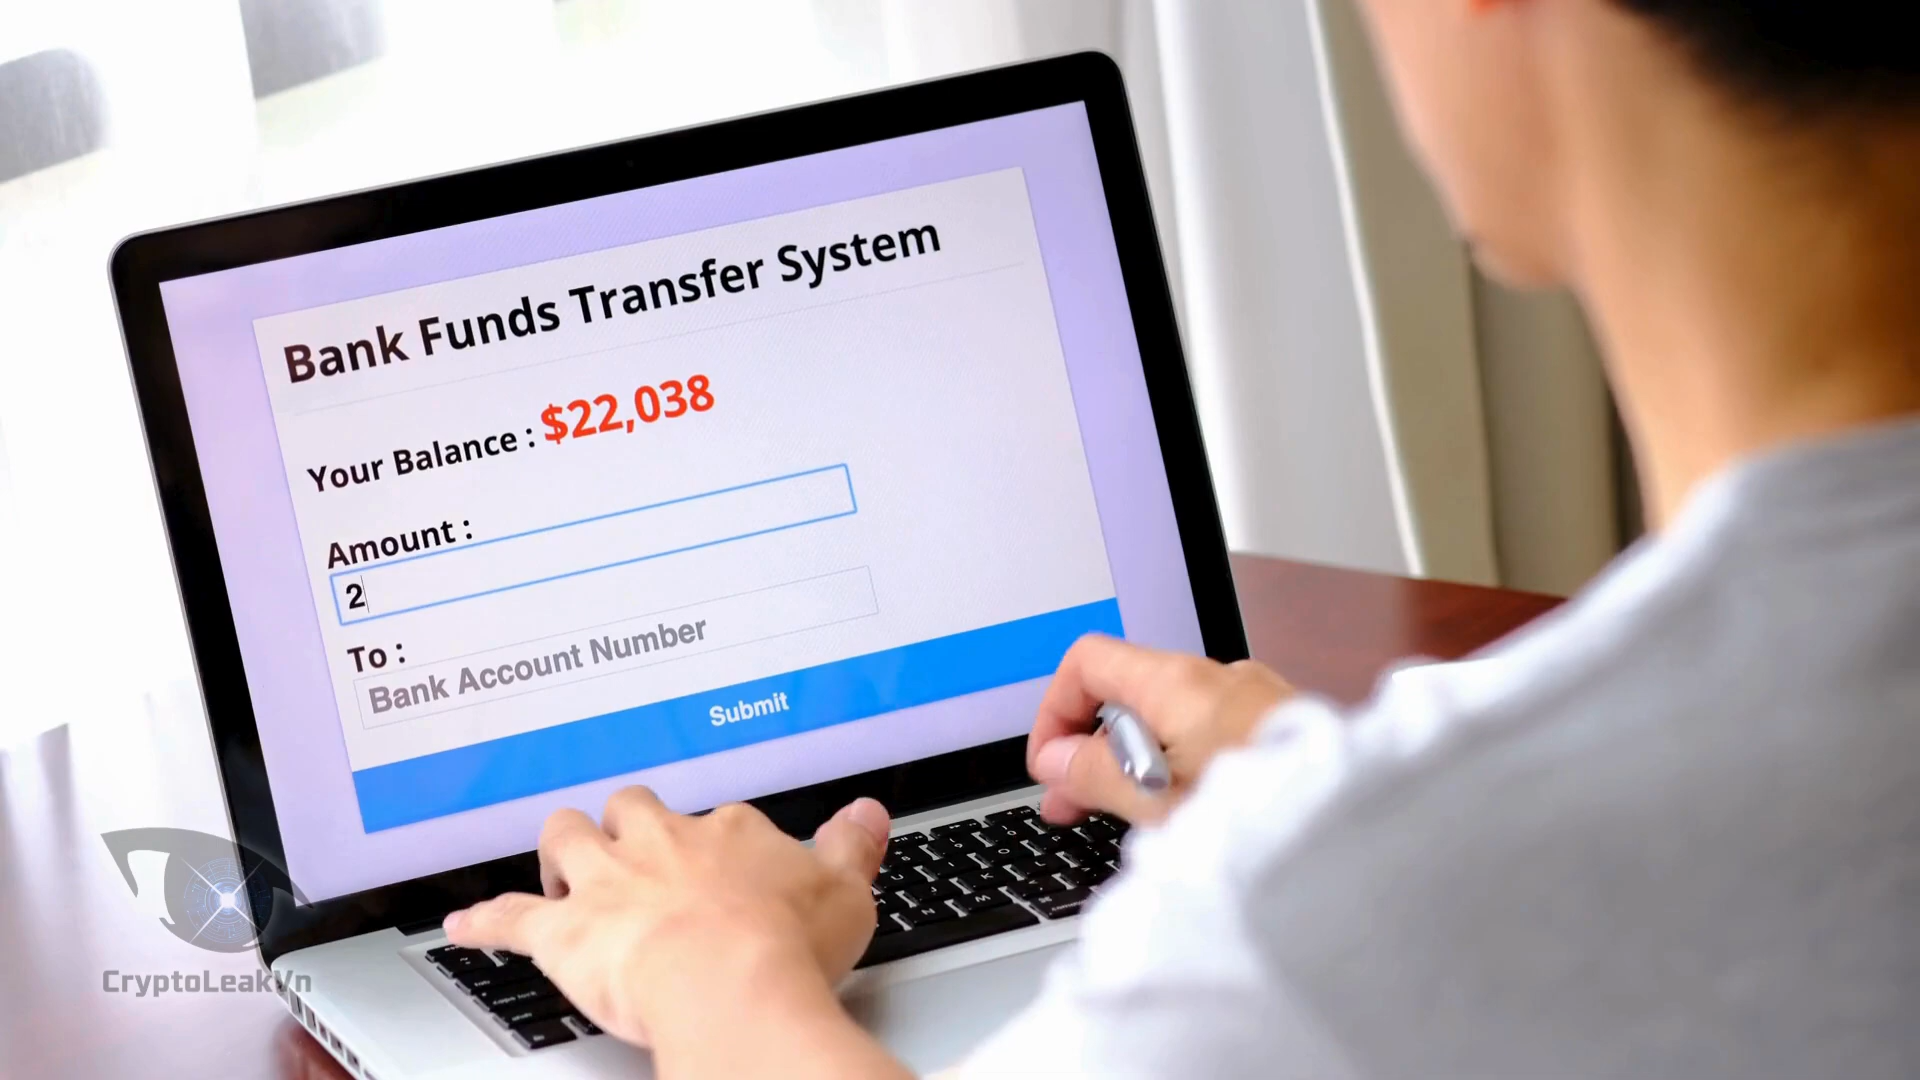 Bank Funds Transfer System
Your Balance : $22,038
Amount :
2
To :
Bank Account Number
Submit
CryptoLeakVn